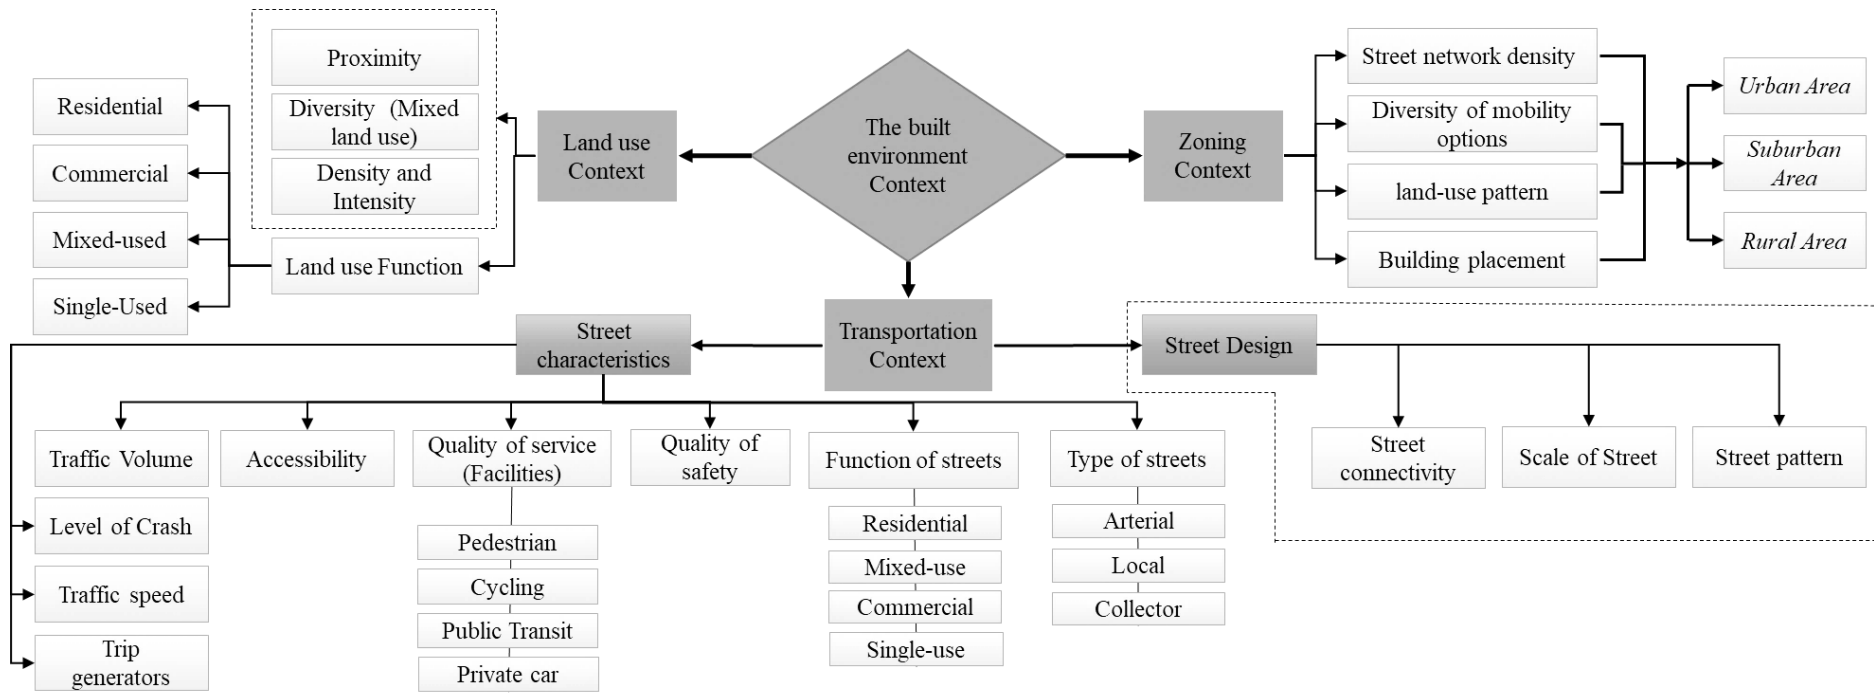 Proximity
Diversity (Mixed
land use)
Density and
Intensity
Residential
Commercial
Mixed-used
Single-Used
Land use Function
Land use
Context
The built
environment
Context
Zoning
Context
Street network density
Diversity of mobility
options
land-use pattern
Building placement
Urban Area
Suburban
Area
Rural Area
Transportation
Context
Street
characteristics
Street Design
Traffic Volume
Accessibility
Quality of service
(Facilities)
Quality of
safety
Function of streets
Type of streets
Street
connectivity
Scale of Street
Street pattern
Level of Crash
Traffic speed
Trip
generators
Pedestrian
Cycling
Public Transit
Private car
Residential
Mixed-use
Commercial
Single-use
Arterial
Local
Collector